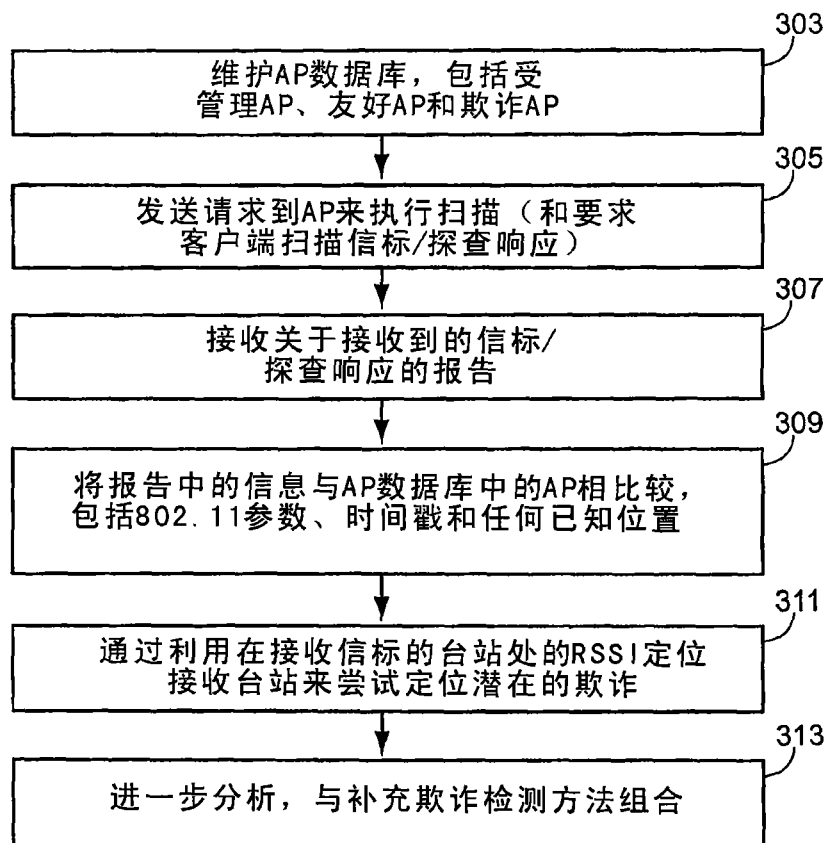 303
维护AP数据库，包括受
管理AP、友好AP和欺诈AP
305
发送请求到AP来执行扫描（和要求
客户端扫描信标/探查响应）
307
接收关于接收到的信标/
探查响应的报告
309
将报告中的信息与AP数据库中的AP相比较，
包括802.11参数、时间戳和任何已知位置
311
通过利用在接收信标的台站处的RSSI定位
接收台站来尝试定位潜在的欺诈
313
进一步分析，与补充欺诈检测方法组合